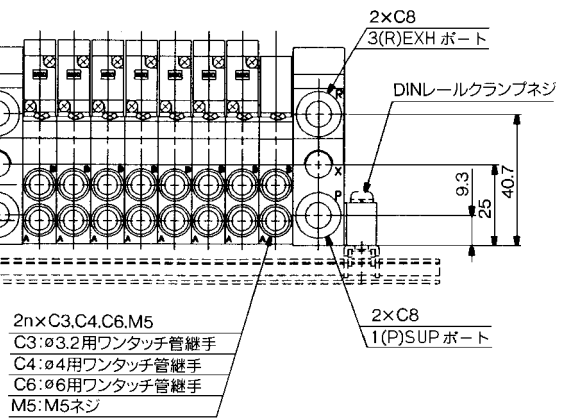 2×C8
3(R)EXH ポート
DINレールクランプネジ
R
X
P
B B B B B B B B
A A A A A A A A
9.3
25
40.7
2×C8
1(P)SUP ポート
2n×C3,C4,C6,M5
C3:ø3.2用ワンタッチ管継手
C4:ø4用ワンタッチ管継手
C6:ø6用ワンタッチ管継手
M5:M5ネジ